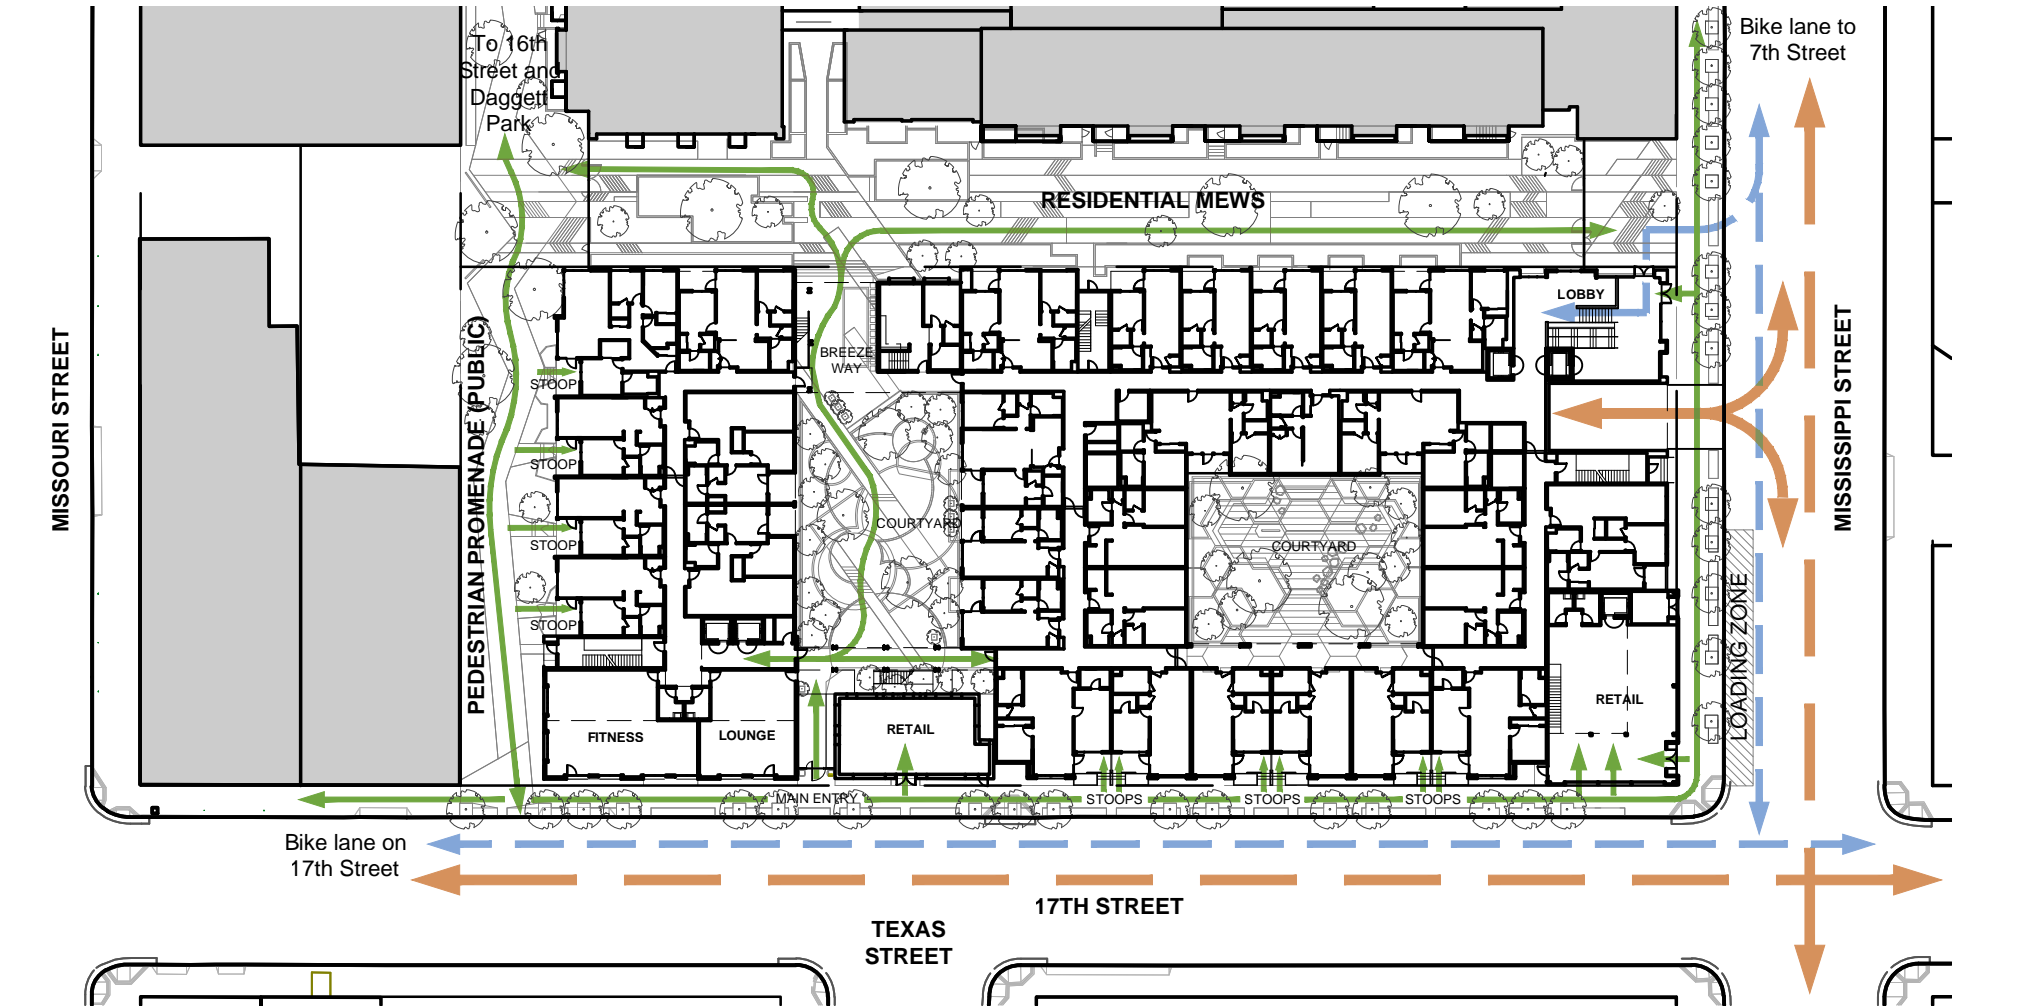 To 16th
Street and
Daggett
Park
Bike lane to
7th Street
RESIDENTIAL MEWS
LOBBY
BREEZE
WAY
MISSOURI STREET
PEDESTRIAN PROMENADE (PUBLIC)
STOOP
STOOP
STOOP
STOOP
COURTYARD
COURTYARD
MISSISSIPPI STREET
LOADING ZONE
FITNESS
LOUNGE
RETAIL
RETAIL
MAIN ENTRY
STOOPS
STOOPS
STOOPS
Bike lane on
17th Street
17TH STREET
TEXAS
STREET